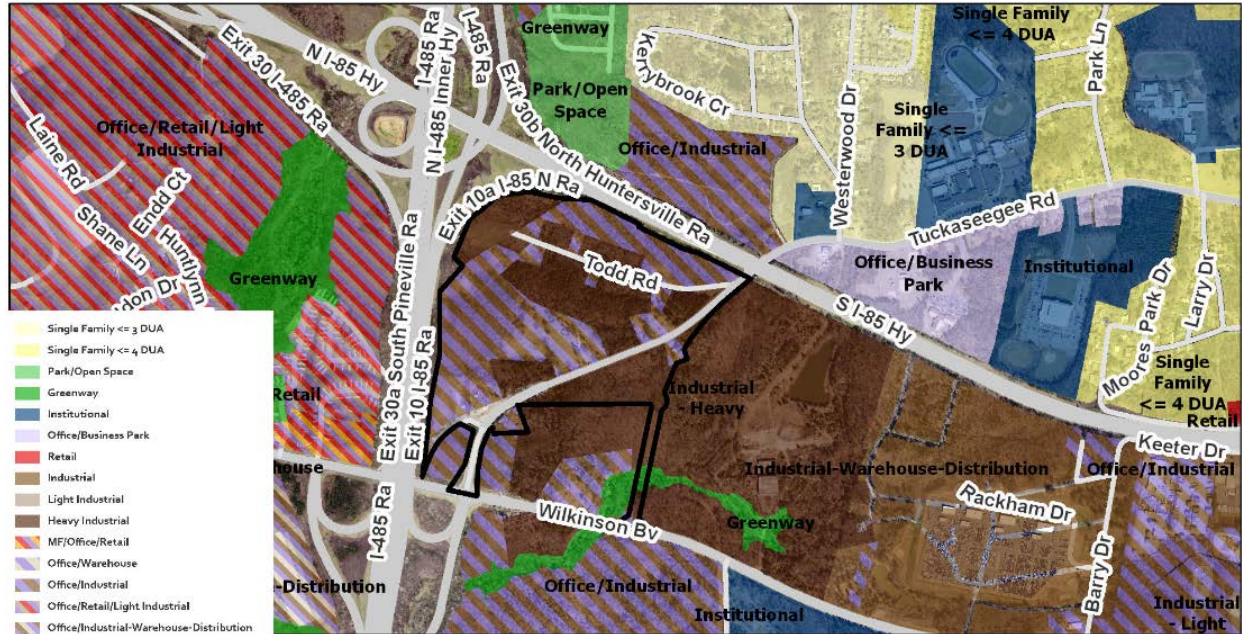 Single Family
<= 4 DUA
Greenway
Park/Open
Space
Kerrybrook Cr
Westerwood Dr
Park Ln
Single
Family <=
3 DUA
Exit 30 I-485 Ra
N I-85 Hy
I-485 Ra
N I-485 Inner Hy
I-485 Ra
Exit 30b North Huntersville Ra
Office/Retail/Light
Industrial
Office/Industrial
Laine Rd
Endd Ct
Shane Ln
Huntlynn
don Dr
Greenway
Exit 10a I-85 N Ra
Exit 30a South Pineville Ra
Exit 10 I-85 Ra
Todd Rd
Tuckaseegee Rd
Office/Business
Park
Institutional
Moores Park Dr
Larry Dr
S I-85 Hy
Single
Family
<= 4 DUA
Retail
Keeter Dr
Industrial
- Heavy
Industrial-Warehouse-Distribution
Office/Industrial
Rackham Dr
Barry Dr
Greenway
Wilkinson Bv
Office/Industrial
Institutional
Industrial
- Light
Retail
house
I-485 Ra
-Distribution
Single Family <= 3 DUA
Single Family <= 4 DUA
Park/Open Space
Greenway
Institutional
Office/Business Park
Retail
Industrial
Light Industrial
Heavy Industrial
MF/Office/Retail
Office/Warehouse
Office/Industrial
Office/Retail/Light Industrial
Office/Industrial-Warehouse-Distribution